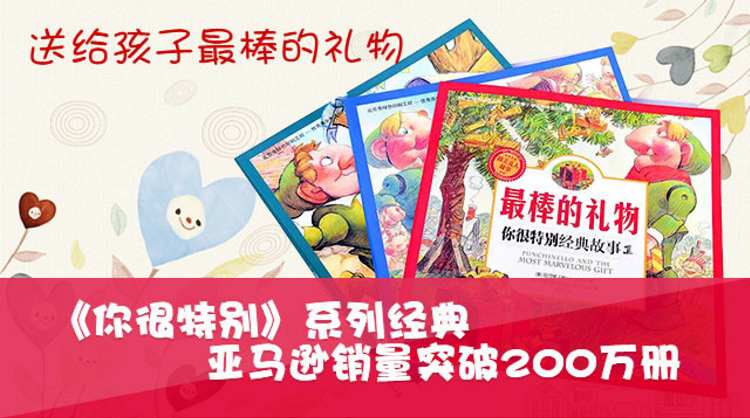 送给孩子最棒的礼物
最棒的礼物
你很特别经典故事1
PUNCHINELLO AND THE
MOST MARVELOUS GIFT
《你很特别》系列经典
亚马逊销量突破200万册